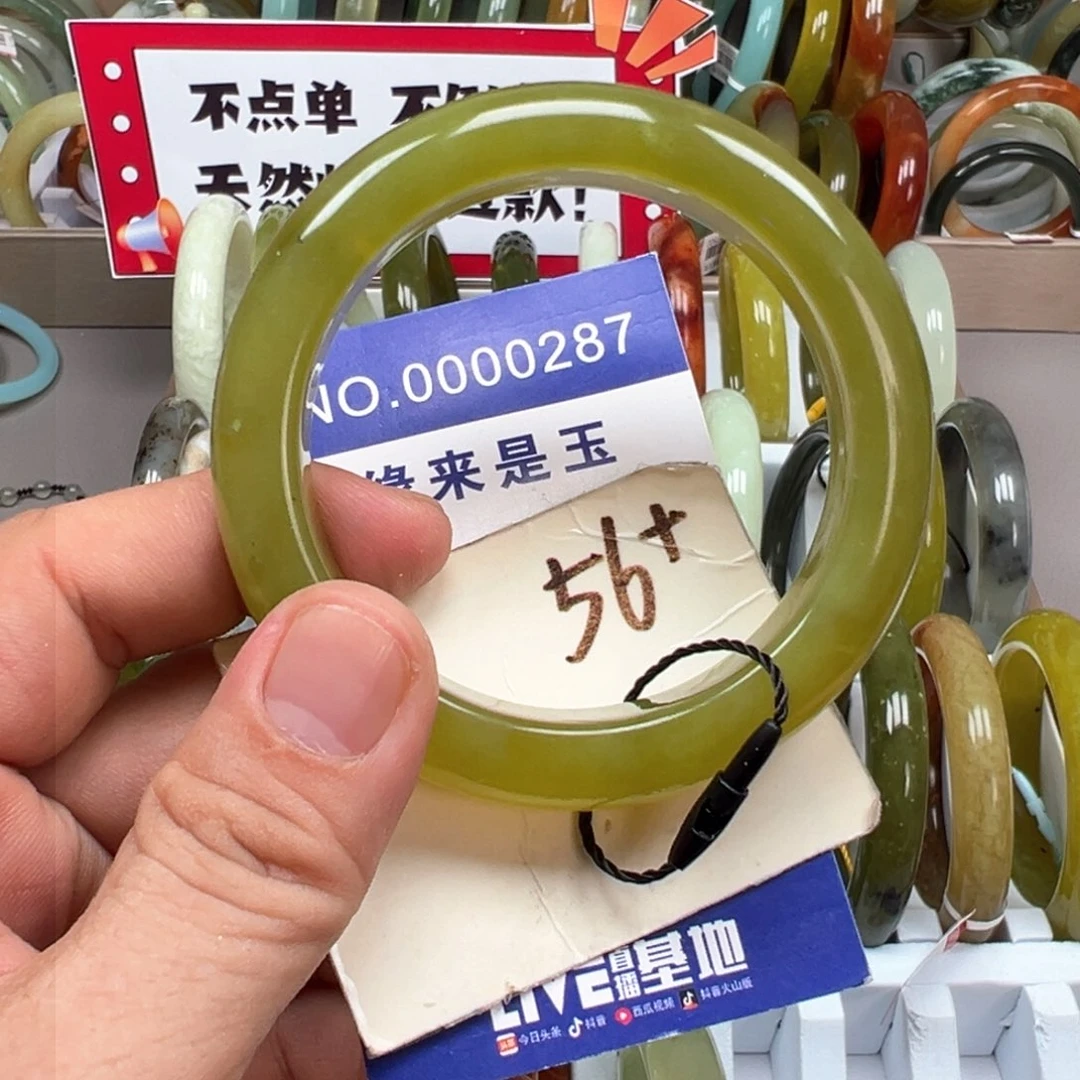 不点单 不
天然 款!
NO.0000287
缘来是玉
56+
LIVE直播基地
今日头条 抖音 西瓜视频 抖音火山版